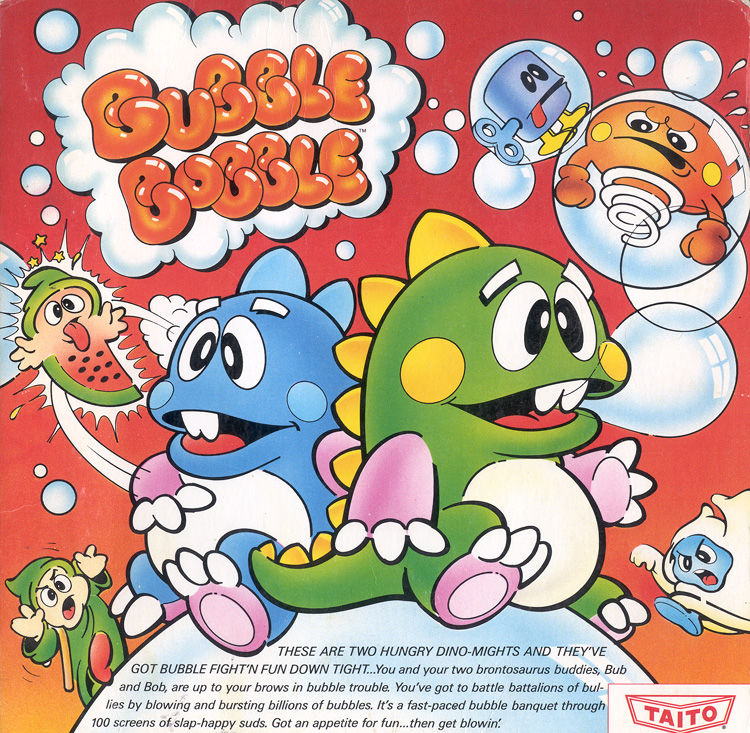 BUBBLE
BOBBLE™
THESE ARE TWO HUNGRY DINO-MIGHTS AND THEY'VE
GOT BUBBLE FIGHT'N FUN DOWN TIGHT...You and your two brontosaurus buddies, Bub
and Bob, are up to your brows in bubble trouble. You've got to battle battalions of bul-
lies by blowing and bursting billions of bubbles. It's a fast-paced bubble banquet through
100 screens of slap-happy suds. Got an appetite for fun...then get blowin'.
TAITO